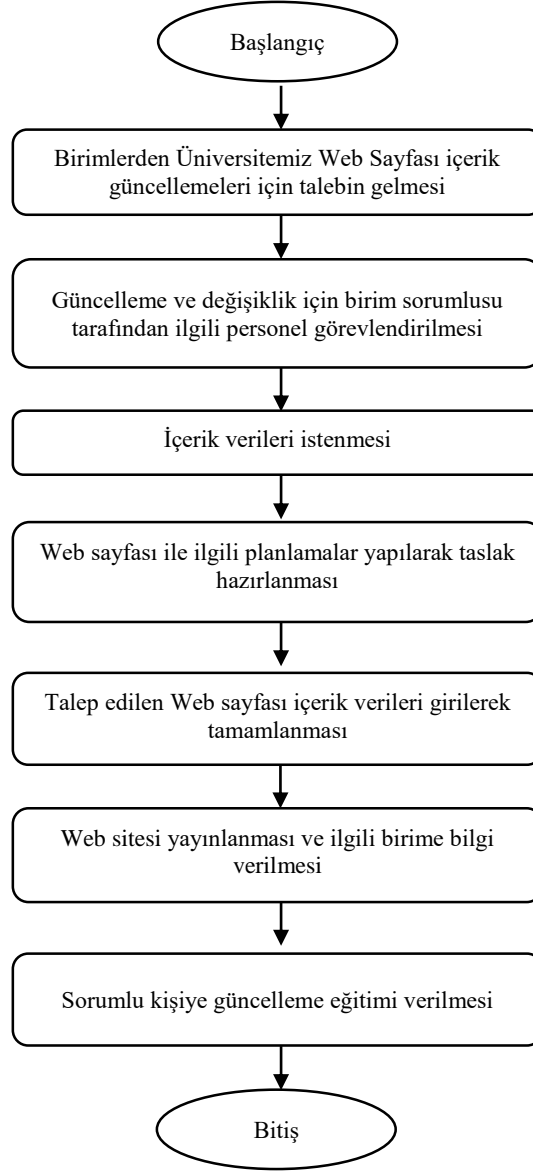 Başlangıç
Birimlerden Üniversitemiz Web Sayfası içerik
güncellemeleri için talebin gelmesi
Güncelleme ve değişiklik için birim sorumlusu
tarafından ilgili personel görevlendirilmesi
İçerik verileri istenmesi
Web sayfası ile ilgili planlamalar yapılarak taslak
hazırlanması
Talep edilen Web sayfası içerik verileri girilerek
tamamlanması
Web sitesi yayınlanması ve ilgili birime bilgi
verilmesi
Sorumlu kişiye güncelleme eğitimi verilmesi
Bitiş